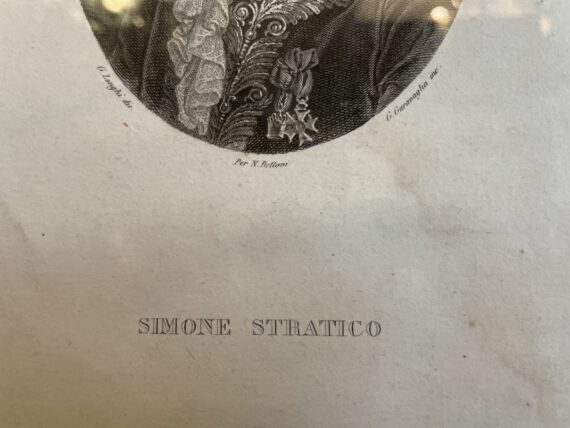 G. Longhi dis.
G. Garavaglia inc.
Per N. Bettoni
SIMONE STRATICO